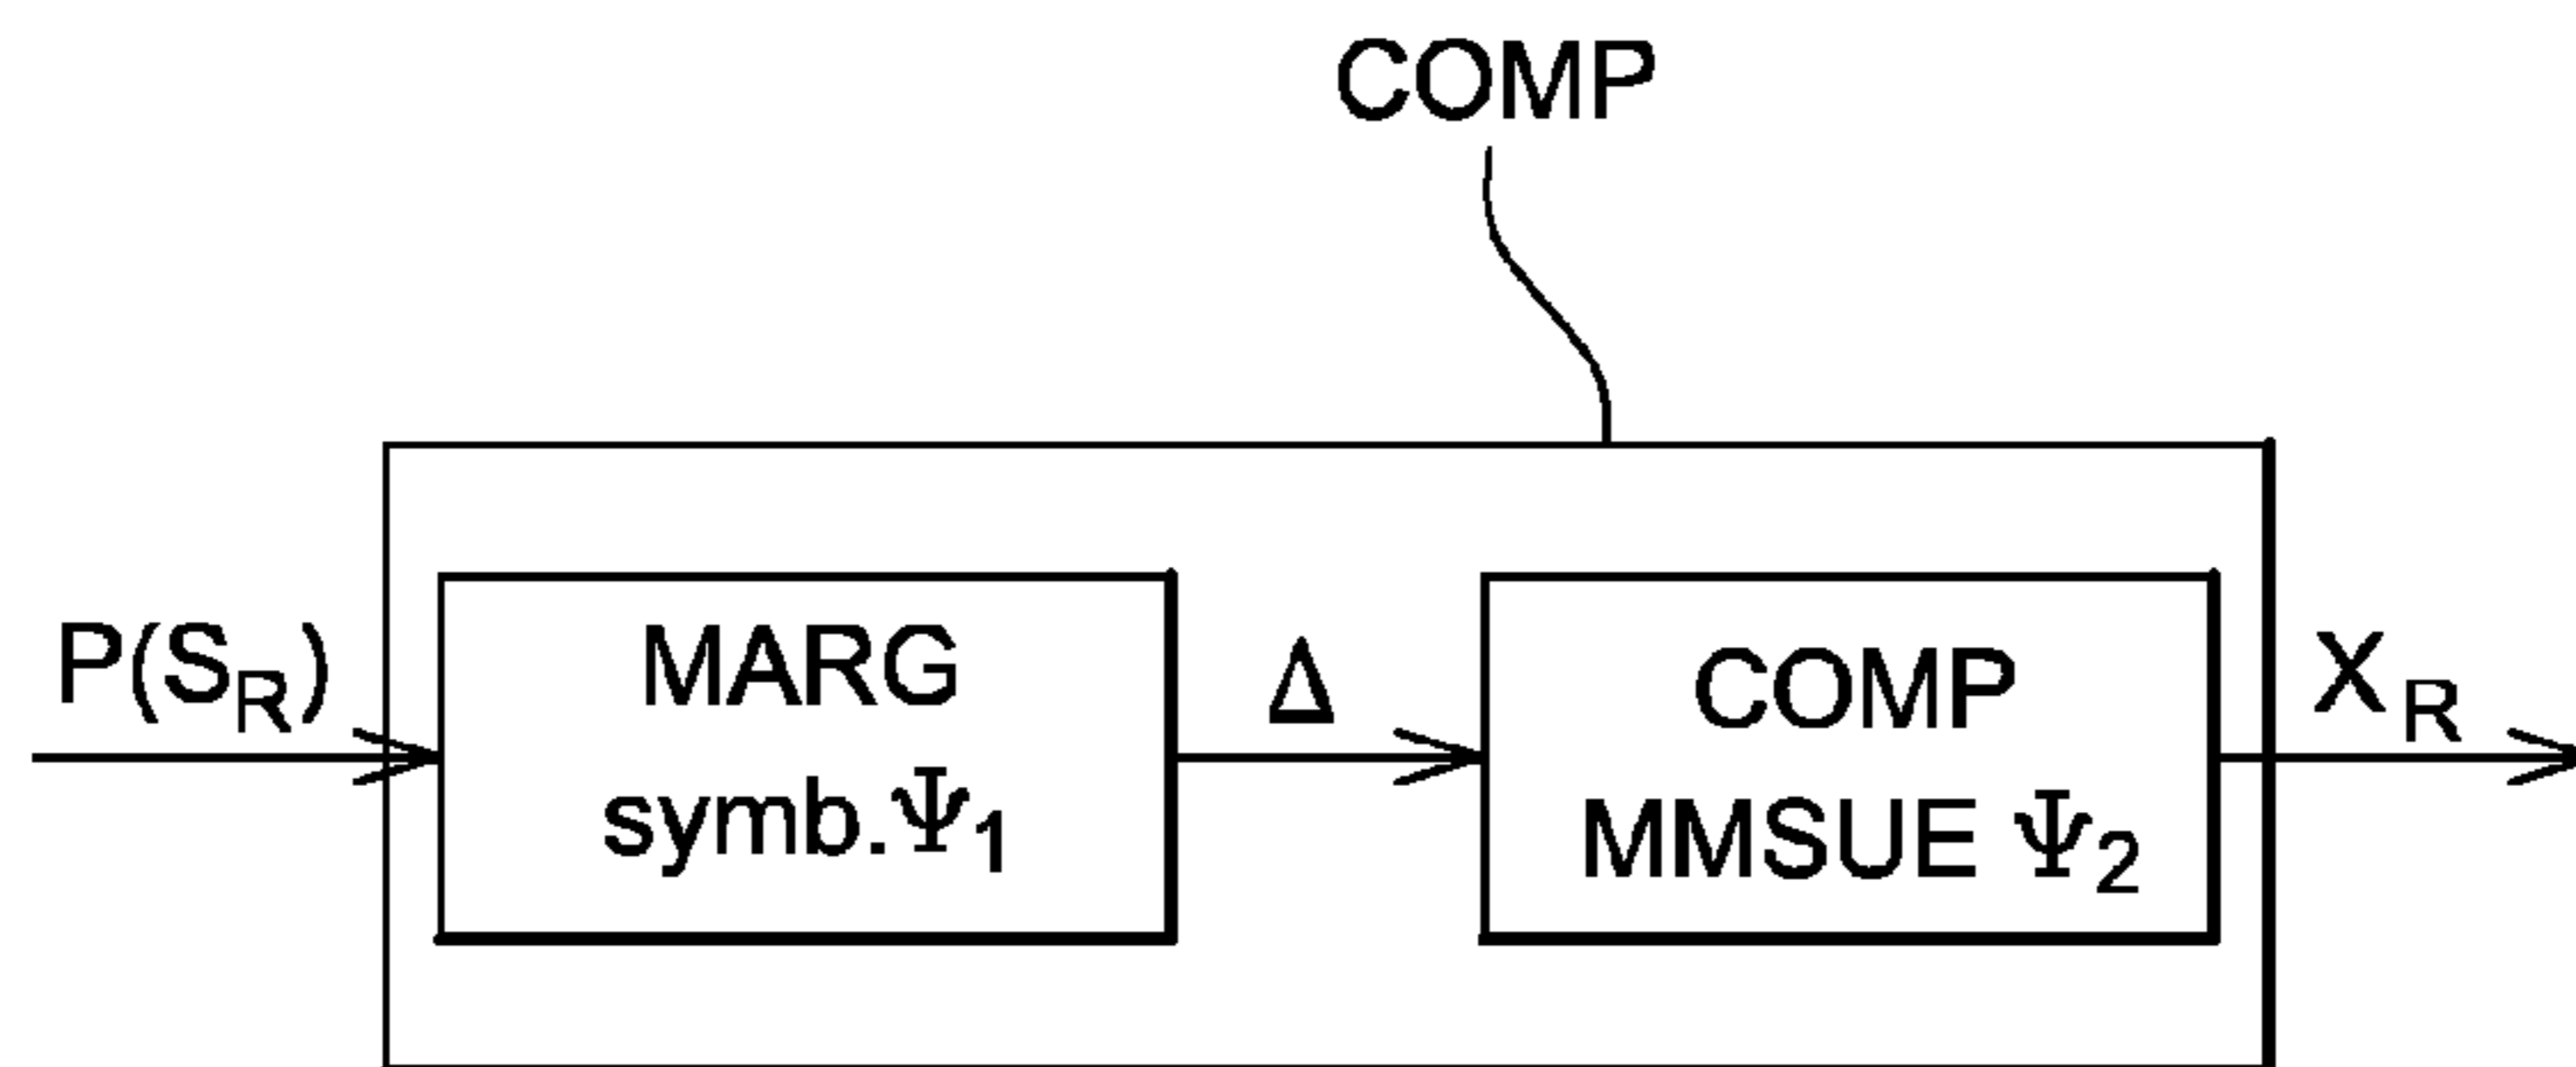 COMP
P(S_R)
MARG
symb.Ψ₁
Δ
COMP
MMSUE Ψ₂
X_R